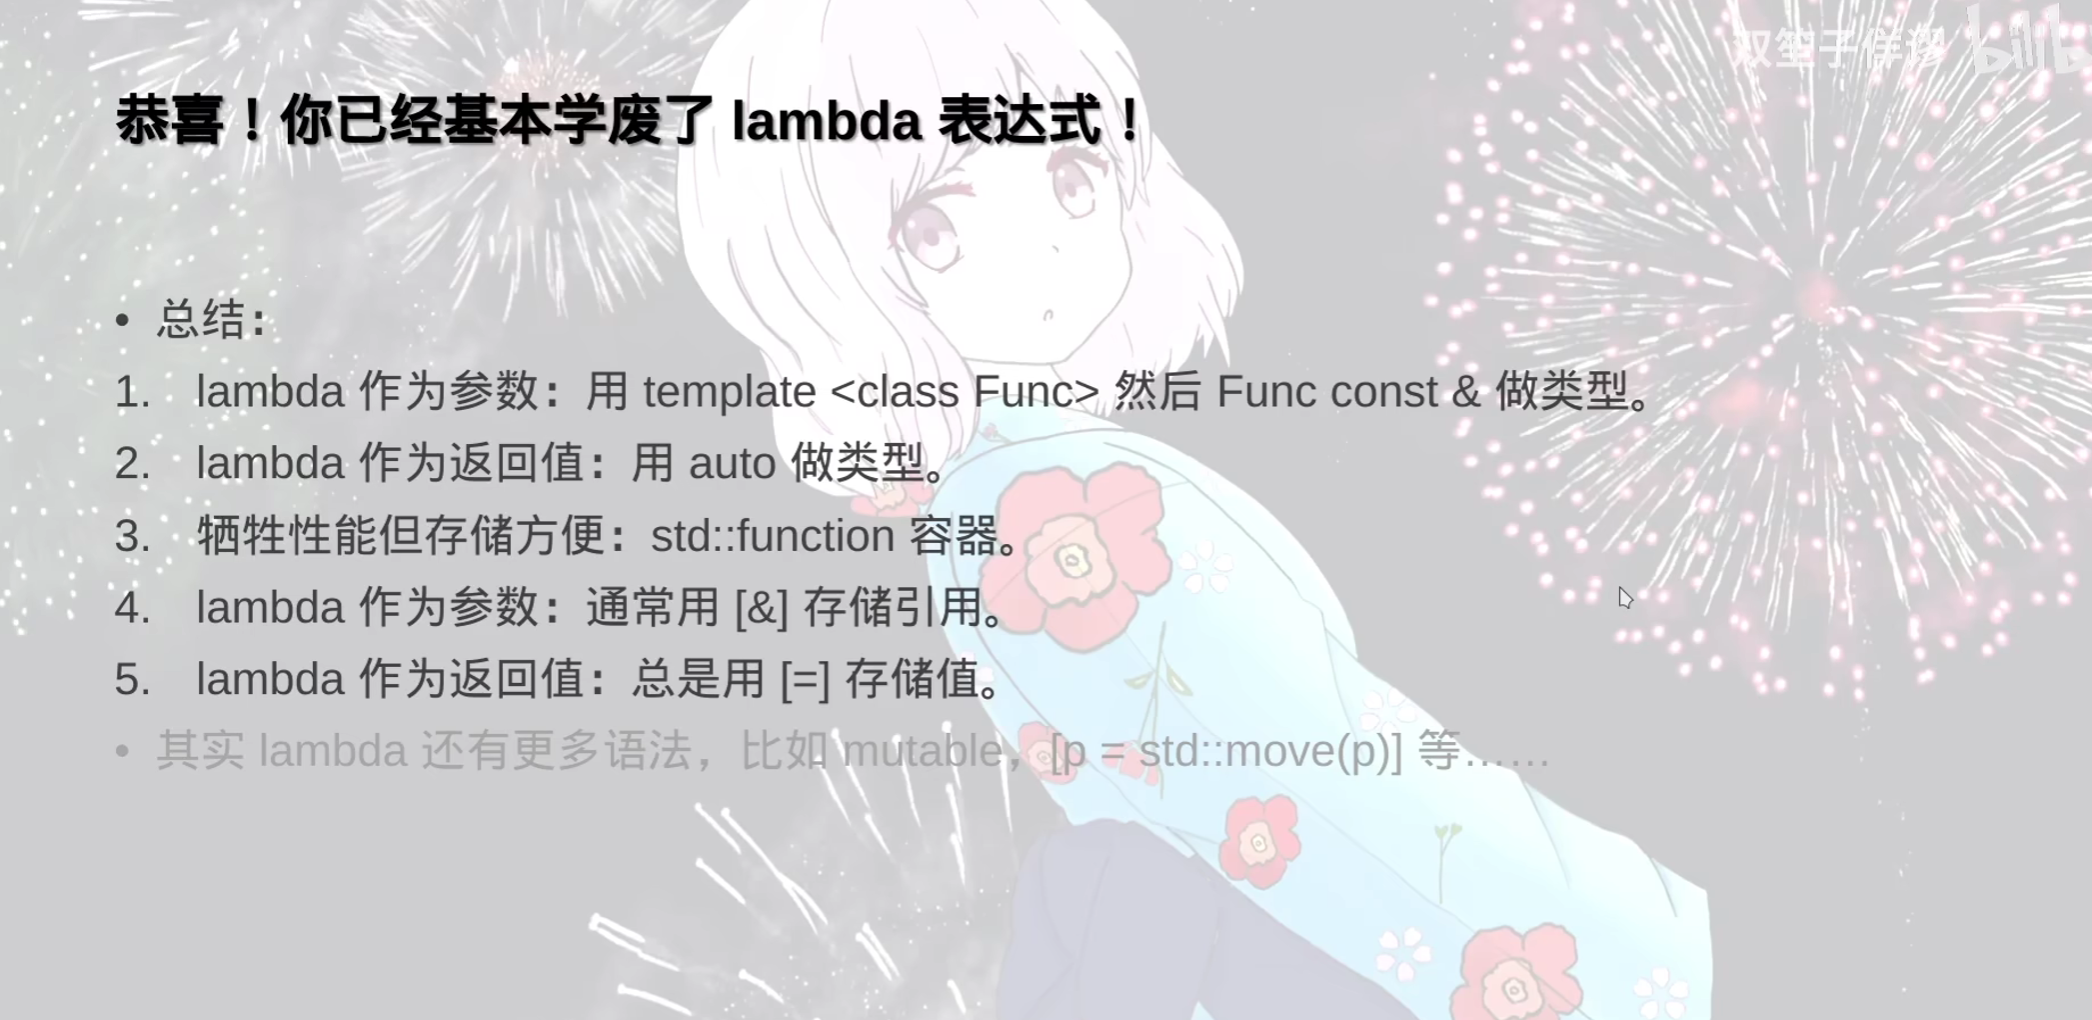 双笙子佯谬 bilib
恭喜！你已经基本学废了 lambda 表达式！
• 总结：
1. lambda 作为参数：用 template <class Func> 然后 Func const & 做类型。
2. lambda 作为返回值：用 auto 做类型。
3. 牺牲性能但存储方便：std::function 容器。
4. lambda 作为参数：通常用 [&] 存储引用。
5. lambda 作为返回值：总是用 [=] 存储值。
• 其实 lambda 还有更多语法，比如 mutable，[p = std::move(p)] 等……